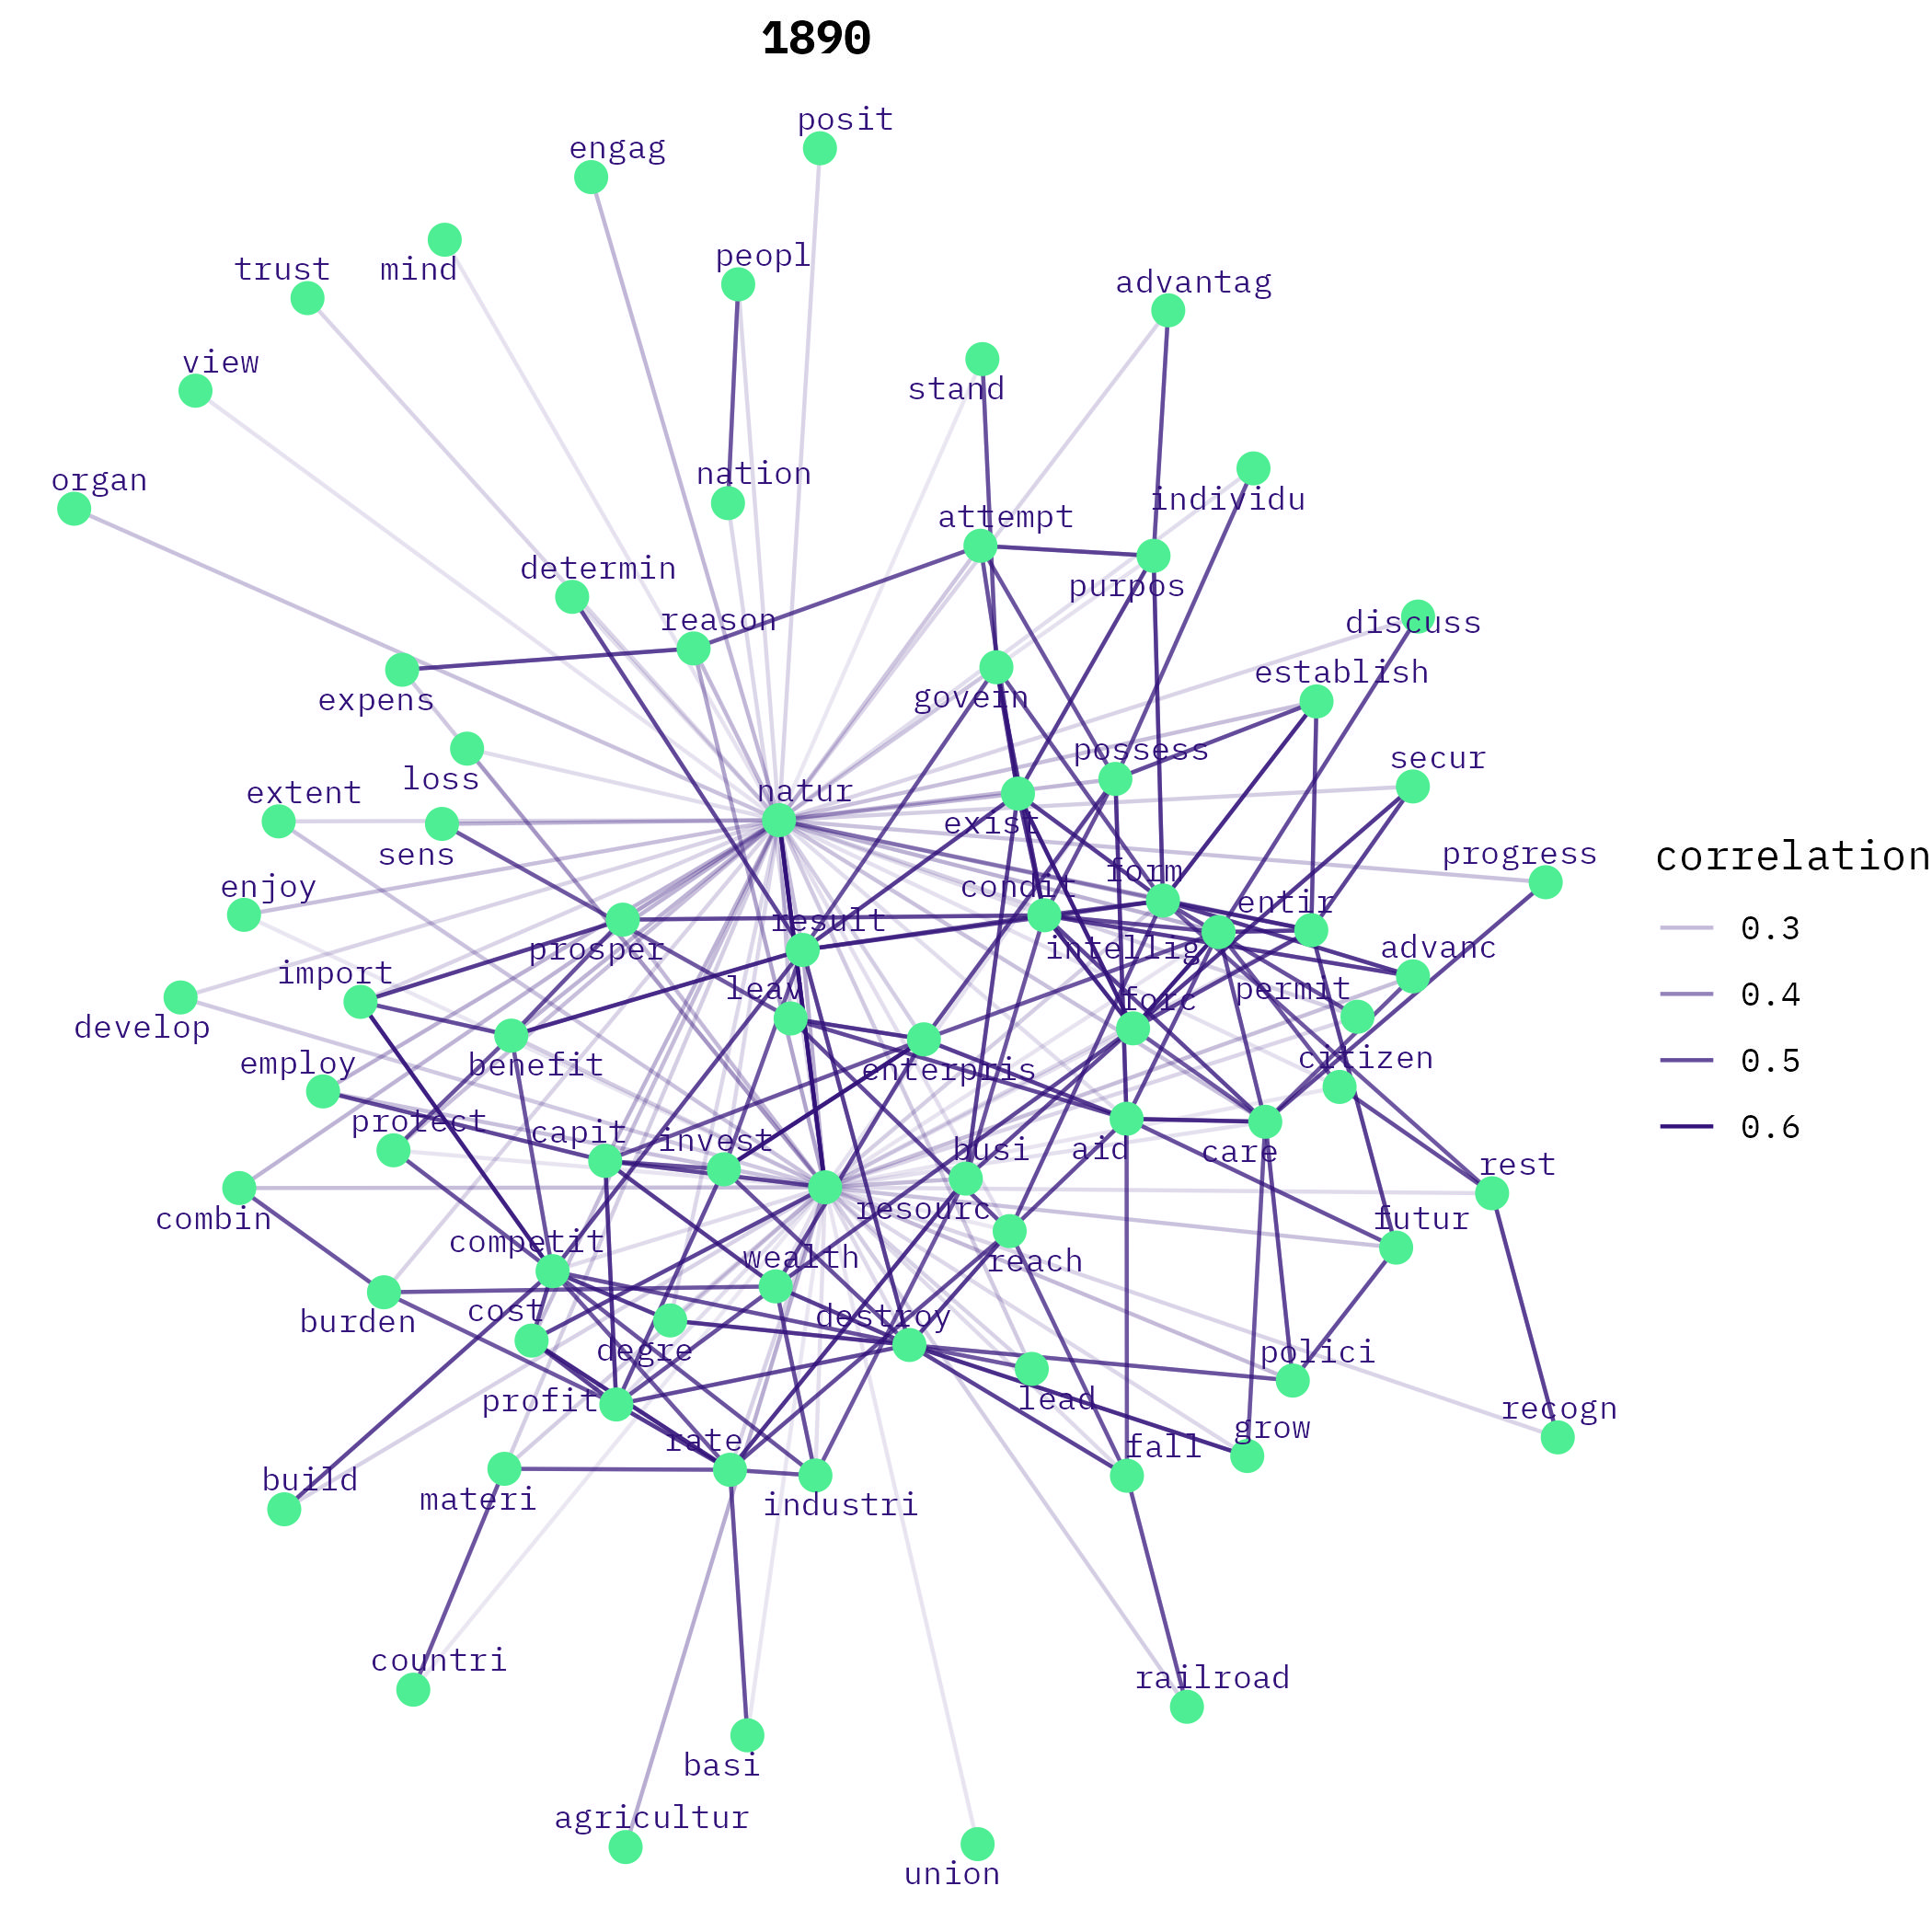 1890
posit
engag
peopl
mind
trust
advantag
view
stand
nation
organ
individu
attempt
determin
purpos
reason
discuss
establish
govern
expens
possess
secur
loss
extent
natur
exist
sens
progress
correlation
form
enjoy
condit
entir
result
0.3
prosper
intellig
advanc
import
leav
permit
0.4
forc
develop
citizen
employ
benefit
enterpris
0.5
protect
capit
invest
busi
aid
care
0.6
rest
combin
resourc
futur
competit
wealth
reach
burden
cost
destroy
degre
polici
profit
lead
recogn
rate
grow
fall
build
materi
industri
countri
railroad
basi
agricultur
union